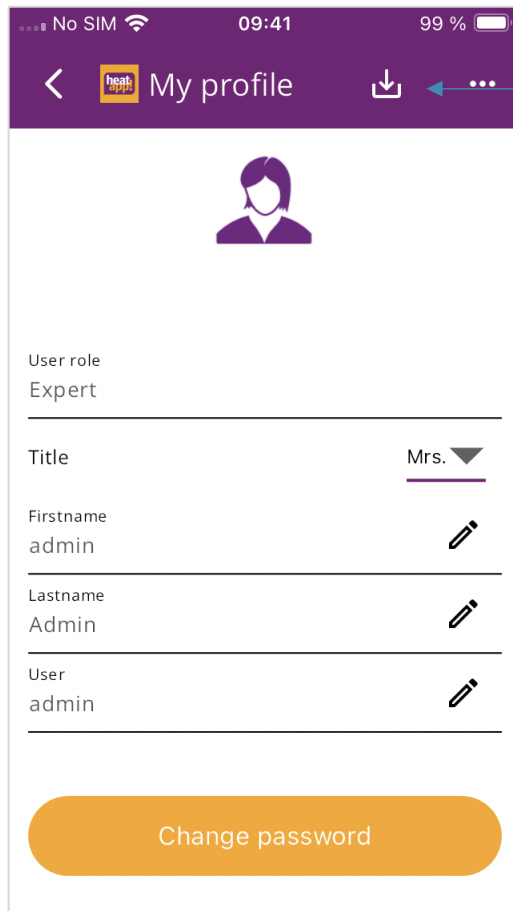 No SIM 09:41 99 %
heat app! My profile
User role
Expert
Title Mrs.
Firstname
admin
Lastname
Admin
User
admin
Change password